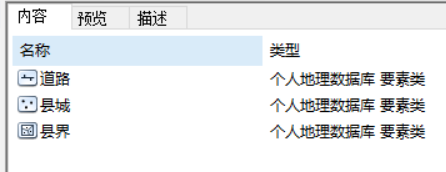 内容 预览 描述
名称 类型
道路 个人地理数据库 要素类
县城 个人地理数据库 要素类
县界 个人地理数据库 要素类